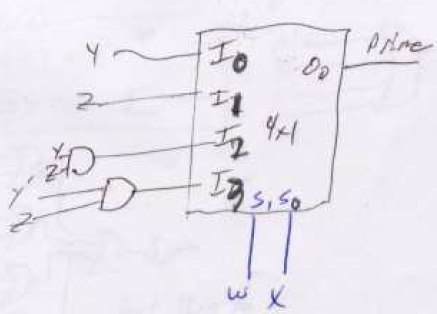 Y I0 O0 Prime
Z I1
4x1
Y
Z I2
Y'
Z I3
S1 S0
W X